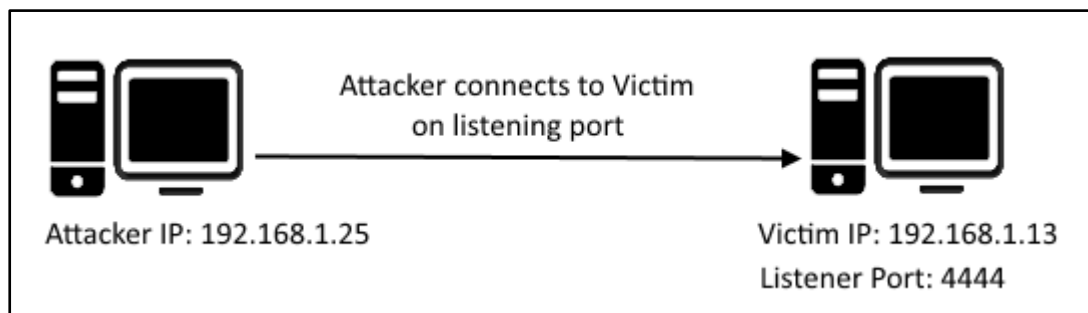 Attacker connects to Victim
on listening port
Attacker IP: 192.168.1.25
Victim IP: 192.168.1.13
Listener Port: 4444